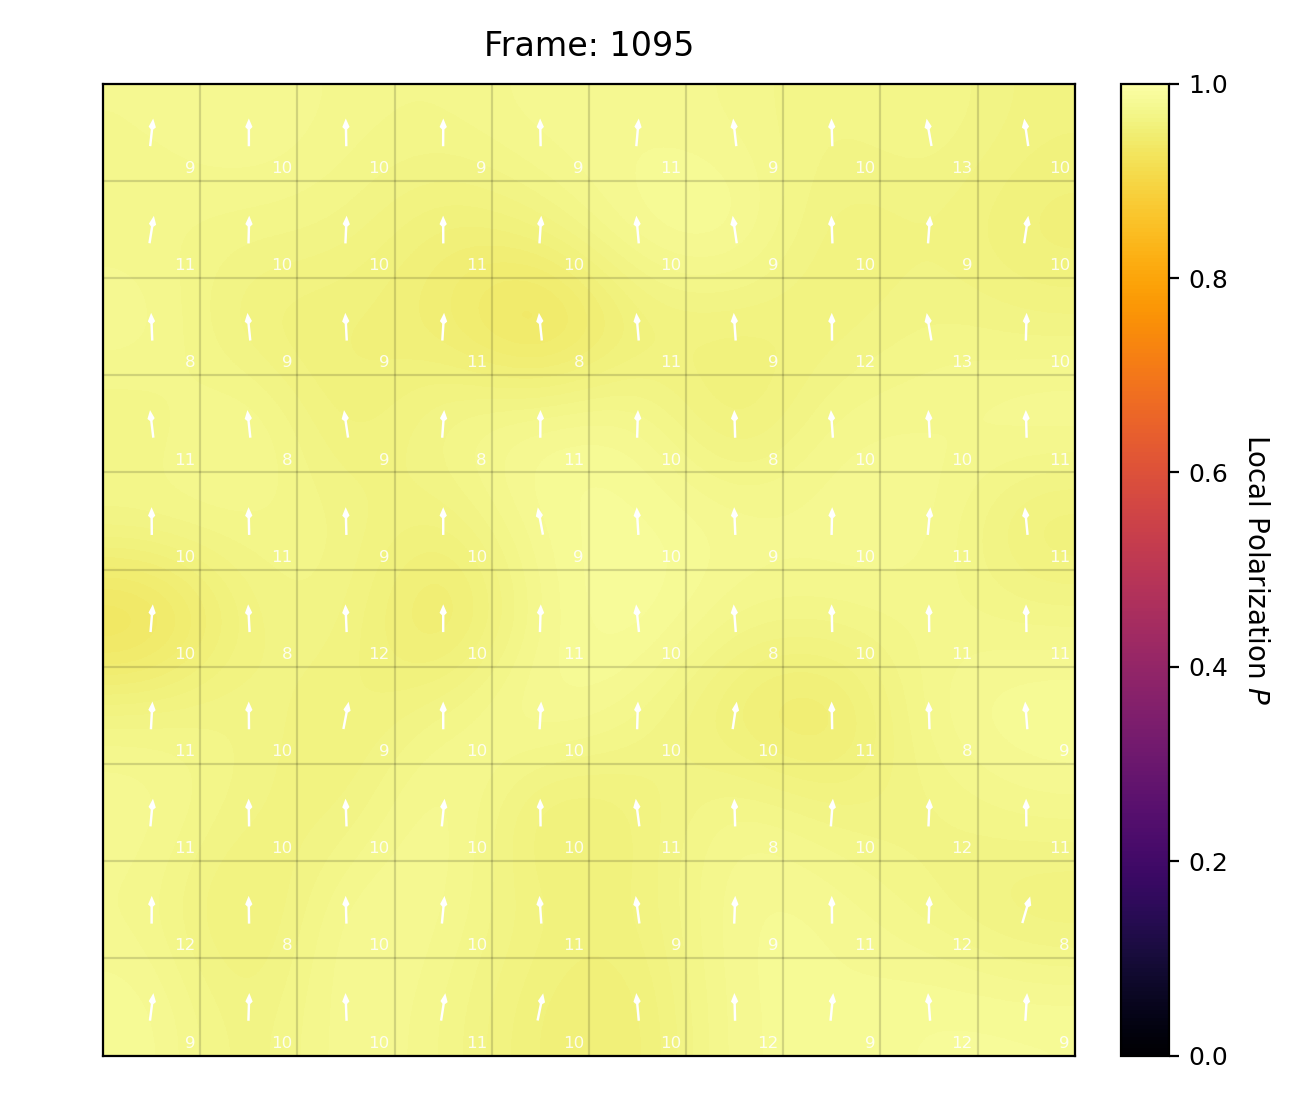 Frame: 1095
9 10 10 9 9 11 9 10 13 10
11 10 10 11 10 10 9 10 9 10
8 9 9 11 8 11 9 12 13 10
11 8 9 8 11 10 8 10 10 11
10 11 9 10 9 10 9 10 11 11
10 8 12 10 11 10 8 10 11 11
11 10 9 10 10 10 10 11 8 9
11 10 10 10 10 11 8 10 12 11
12 8 10 10 11 9 9 11 12 8
9 10 10 11 10 10 12 9 12 9
1.0
0.8
0.6
0.4
0.2
0.0
Local Polarization P